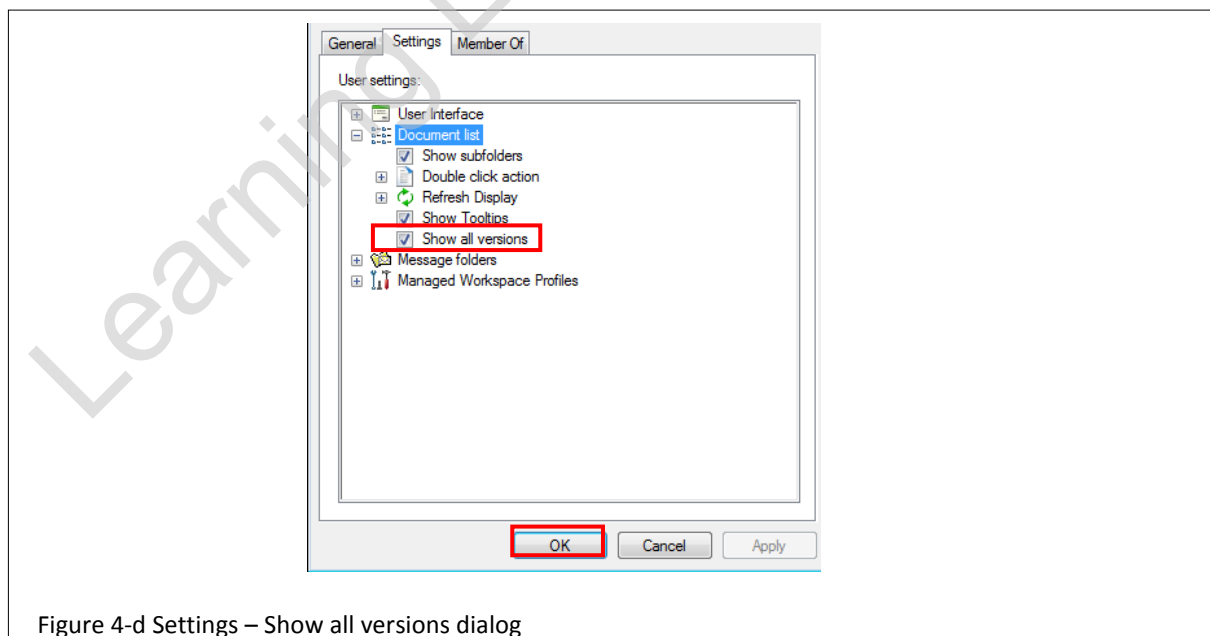 General Settings Member Of
User settings:
User Interface
Document list
Show subfolders
Double click action
Refresh Display
Show Tooltips
Show all versions
Message folders
Managed Workspace Profiles
OK Cancel Apply
Learning
Figure 4-d Settings – Show all versions dialog